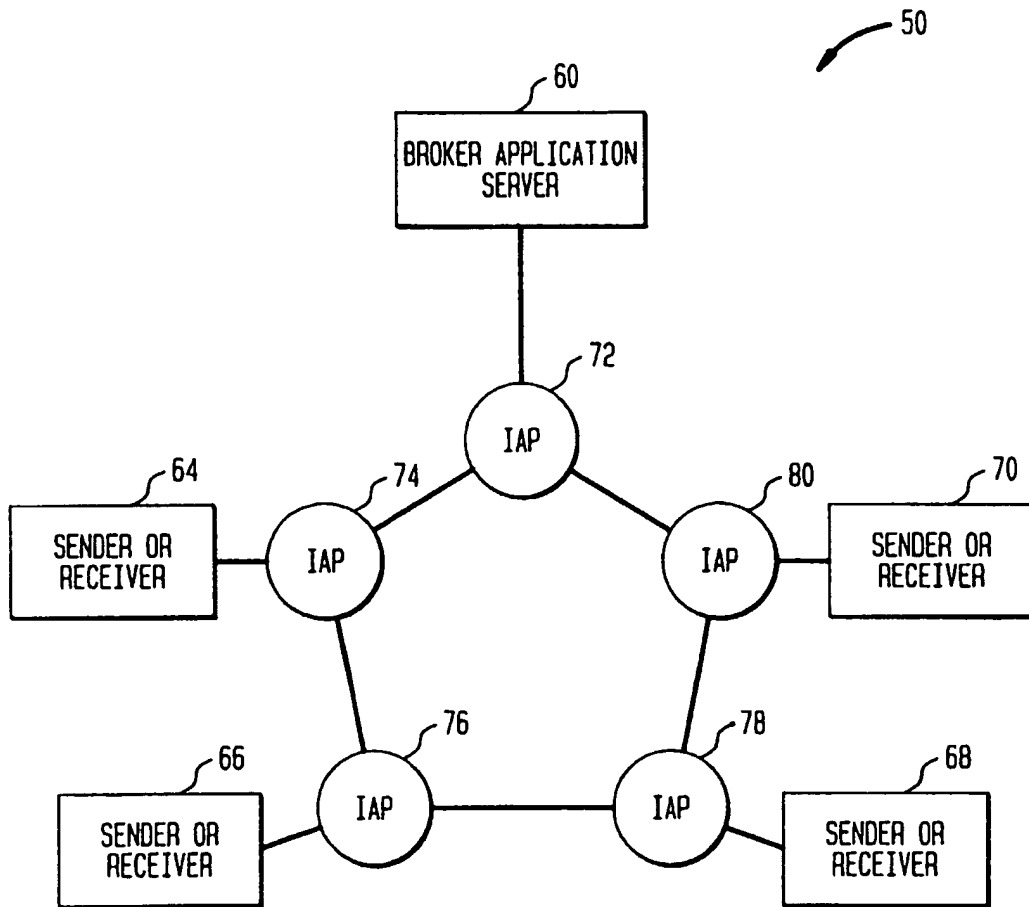 50
60
BROKER APPLICATION
SERVER
72
IAP
64
74
80
70
SENDER OR
RECEIVER
IAP
IAP
SENDER OR
RECEIVER
66
76
78
68
SENDER OR
RECEIVER
IAP
IAP
SENDER OR
RECEIVER